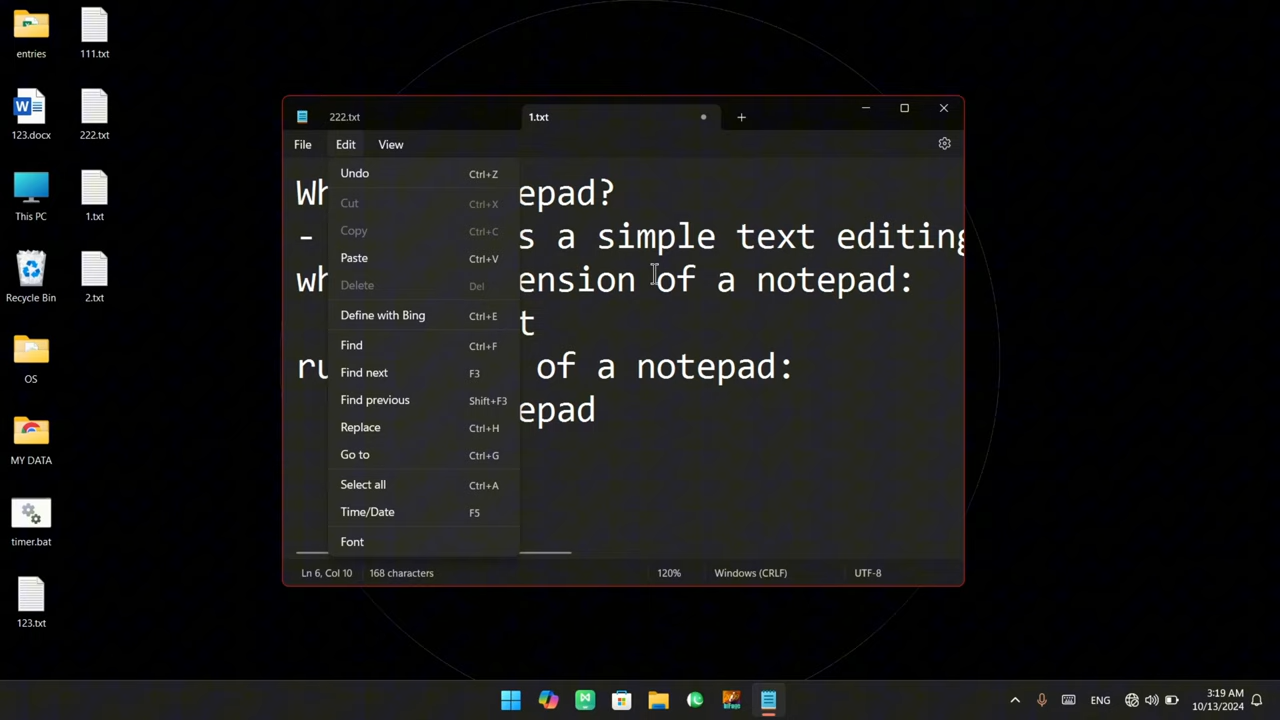 entries
111.txt
123.docx
222.txt
This PC
1.txt
Recycle Bin
2.txt
OS
MY DATA
timer.bat
123.txt
222.txt
1.txt
File Edit View
Undo Ctrl+Z
Cut Ctrl+X
Copy Ctrl+C
Paste Ctrl+V
Delete Del
Define with Bing Ctrl+E
Find Ctrl+F
Find next F3
Find previous Shift+F3
Replace Ctrl+H
Go to Ctrl+G
Select all Ctrl+A
Time/Date F5
Font
Wh epad?
- s a simple text editing
wh ension of a notepad:
t
ru of a notepad:
epad
Ln 6, Col 10 168 characters 120% Windows (CRLF) UTF-8
ENG
3:19 AM
10/13/2024